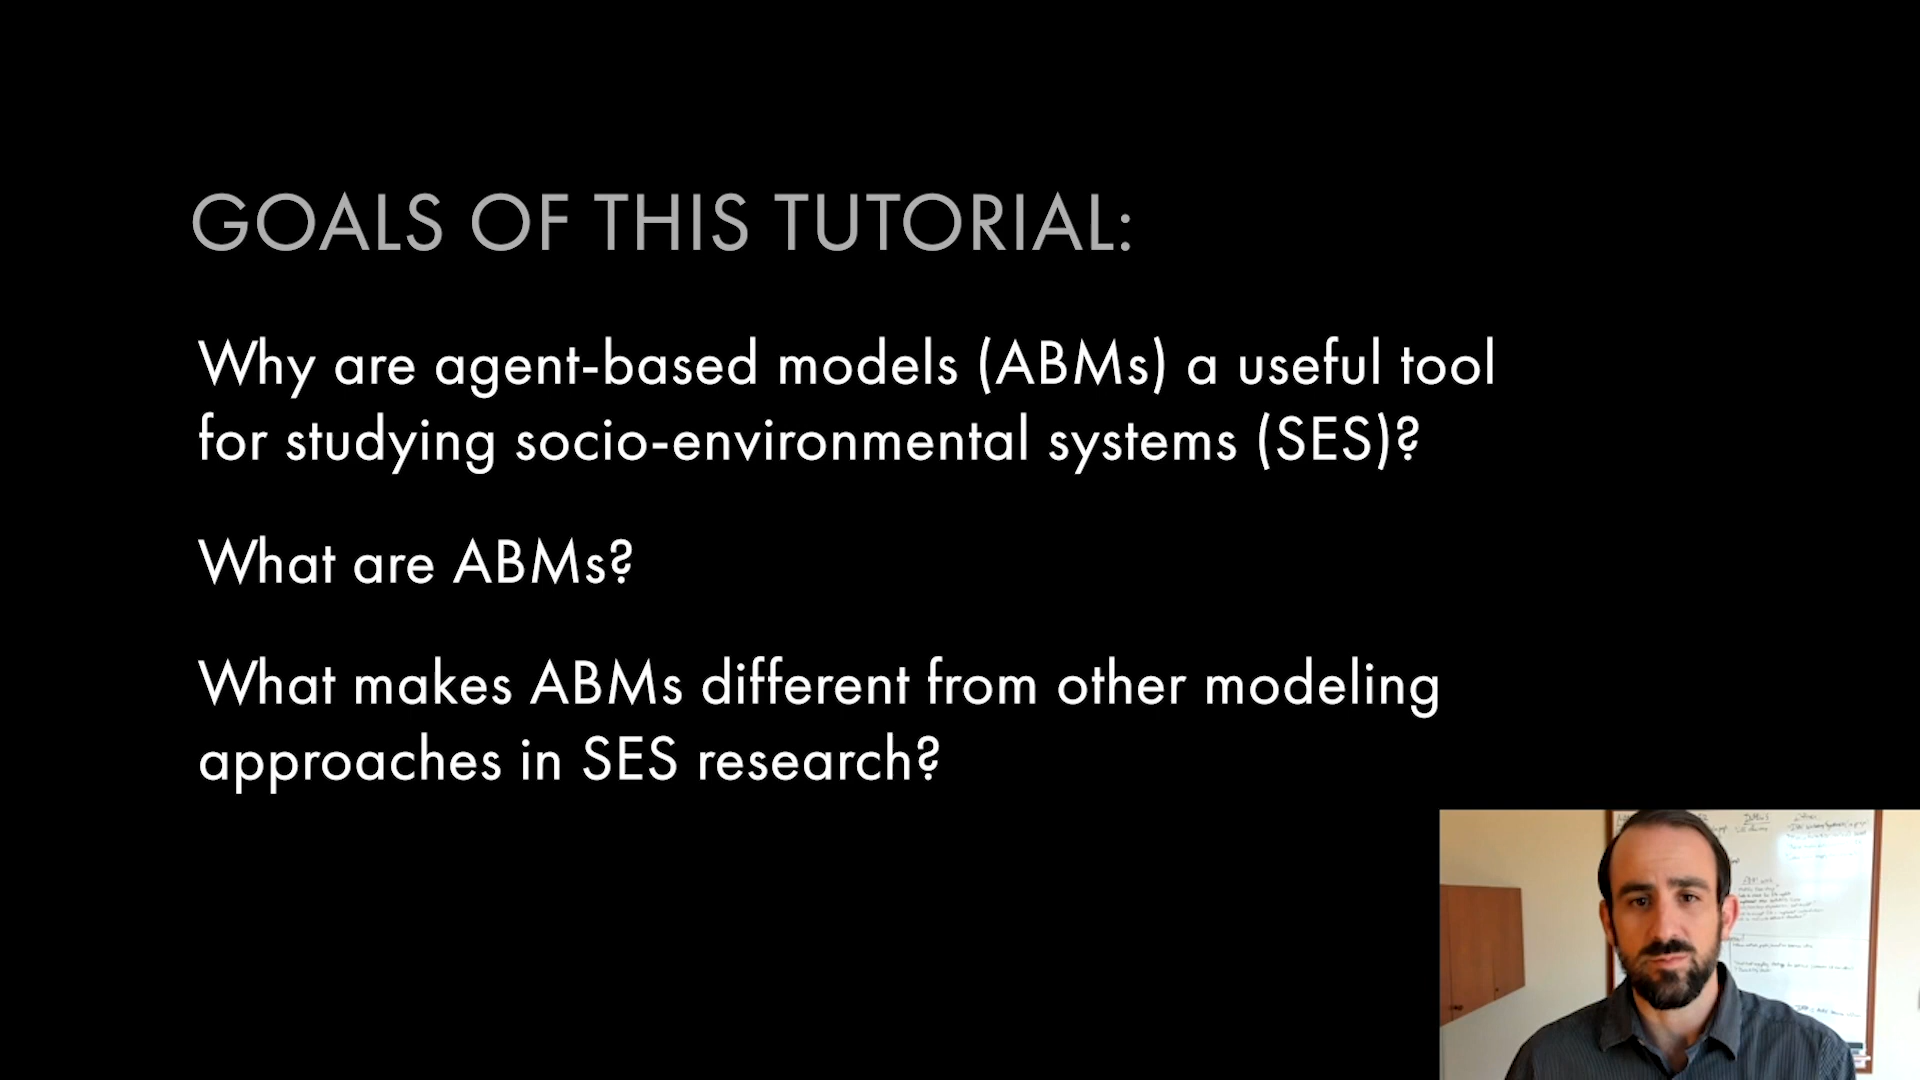 GOALS OF THIS TUTORIAL:
Why are agent-based models (ABMs) a useful tool
for studying socio-environmental systems (SES)?
What are ABMs?
What makes ABMs different from other modeling
approaches in SES research?